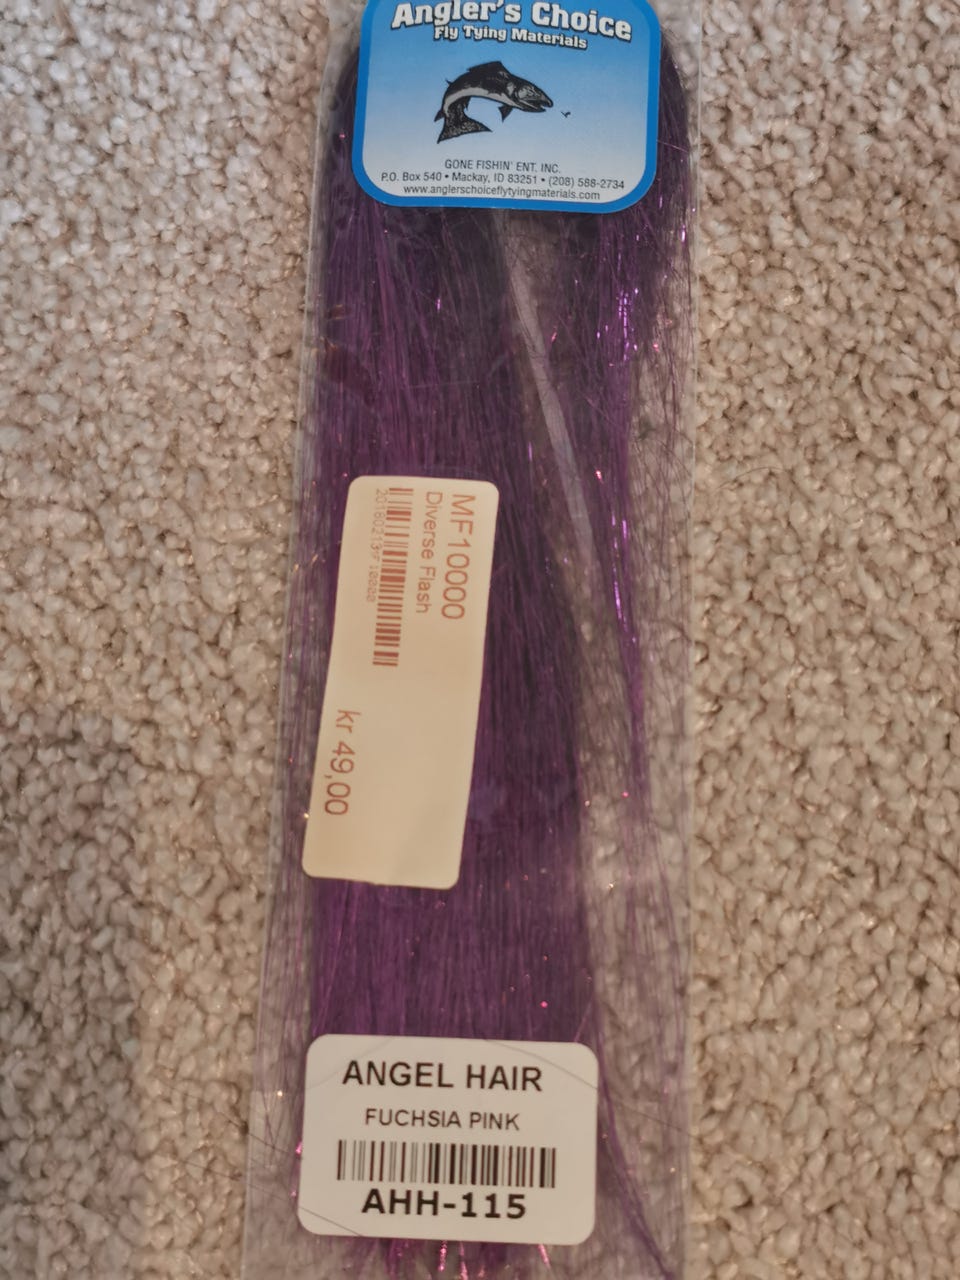 Angler's Choice
Fly Tying Materials
GONE FISHIN' ENT. INC.
P.O. Box 540 • Mackay, ID 83251 • (208) 588-2734
www.anglerschoiceflytyingmaterials.com
MF10000
Diverse Flash
kr 49,00
ANGEL HAIR
FUCHSIA PINK
AHH-115